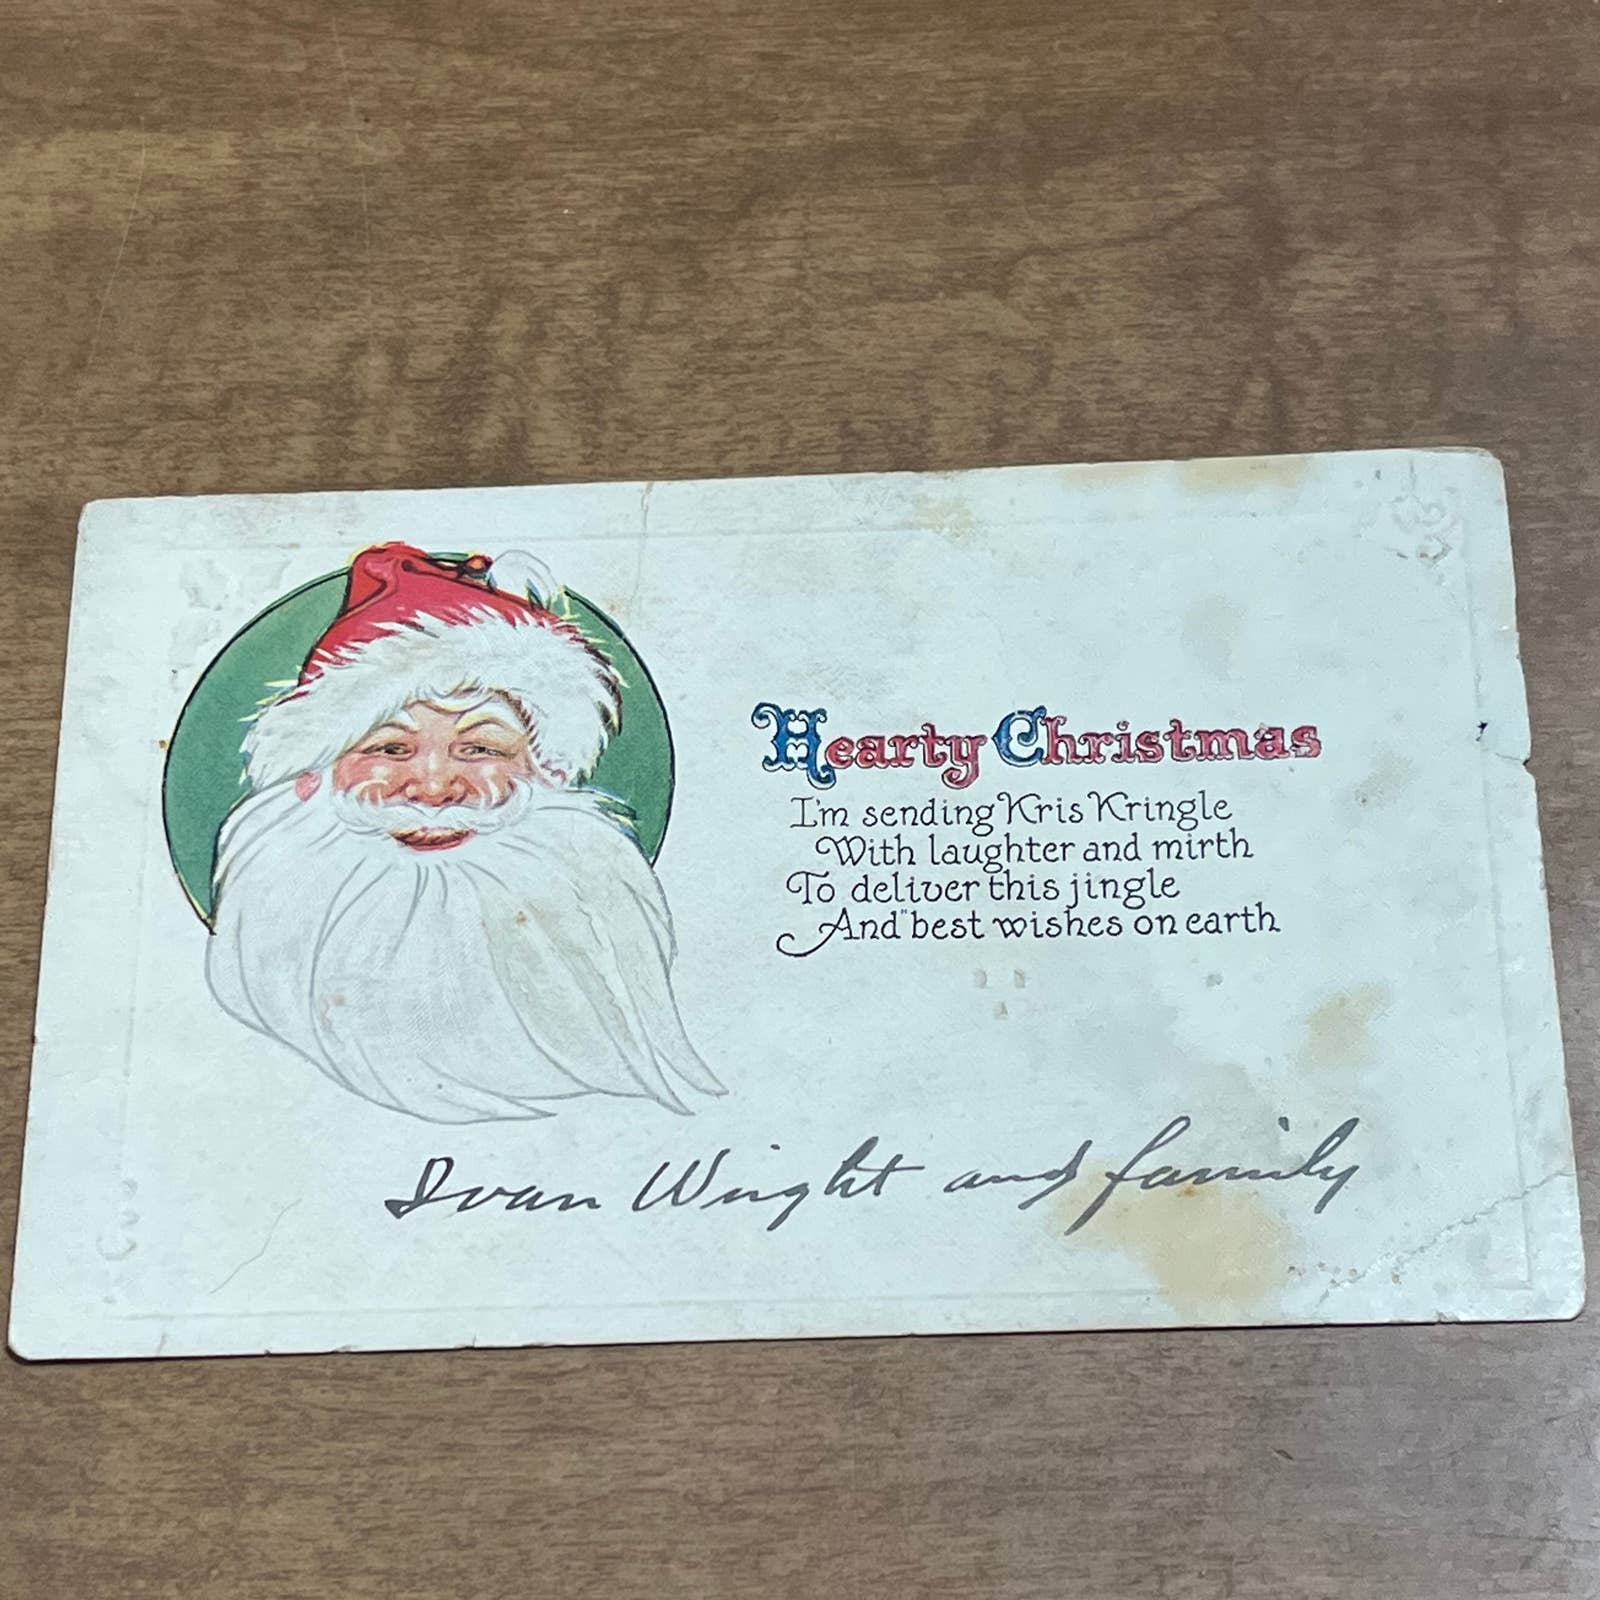 Hearty Christmas
I'm sending Kris Kringle
With laughter and mirth
To deliver this jingle
And "best wishes on earth
Ivan Wright and family